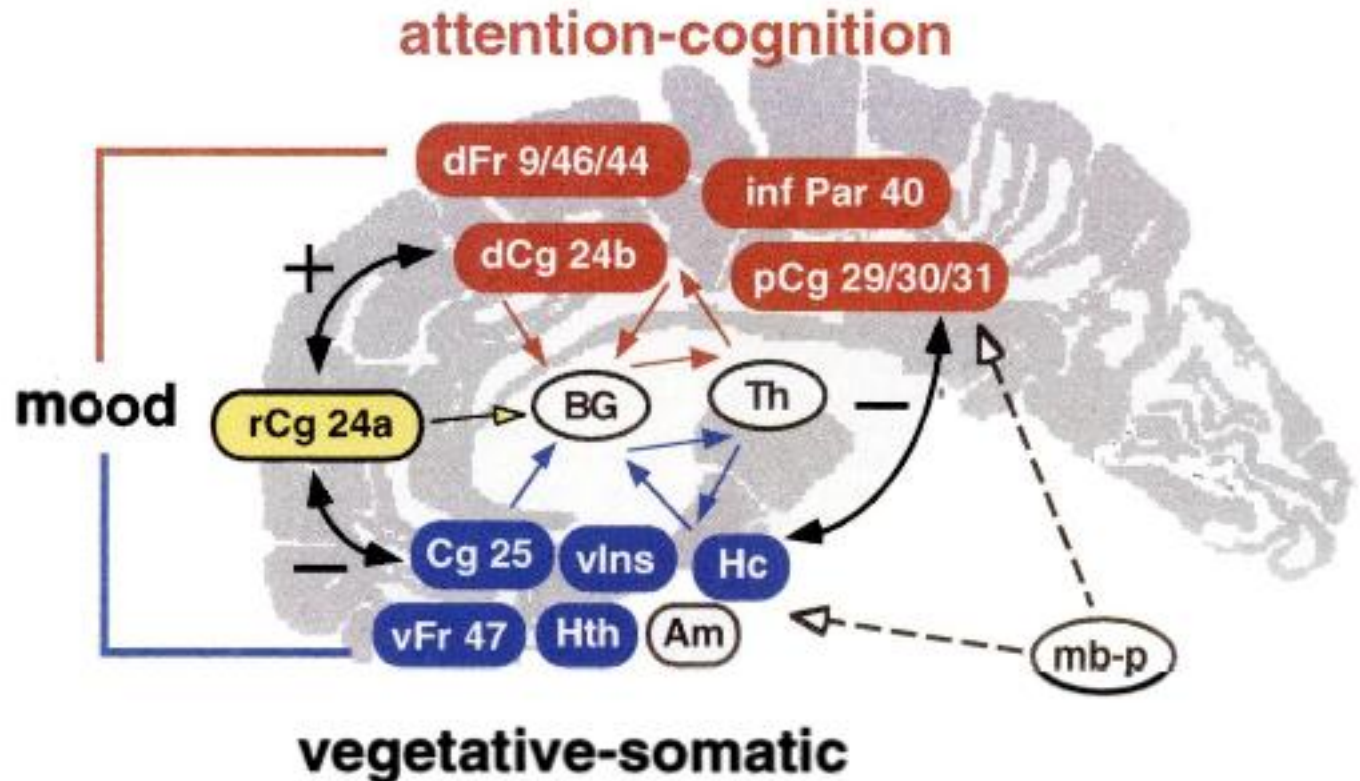 attention-cognition
dFr 9/46/44
inf Par 40
dCg 24b
pCg 29/30/31
+
mood
rCg 24a
BG
Th
–
Cg 25
vIns
Hc
–
vFr 47
Hth
Am
mb-p
vegetative-somatic